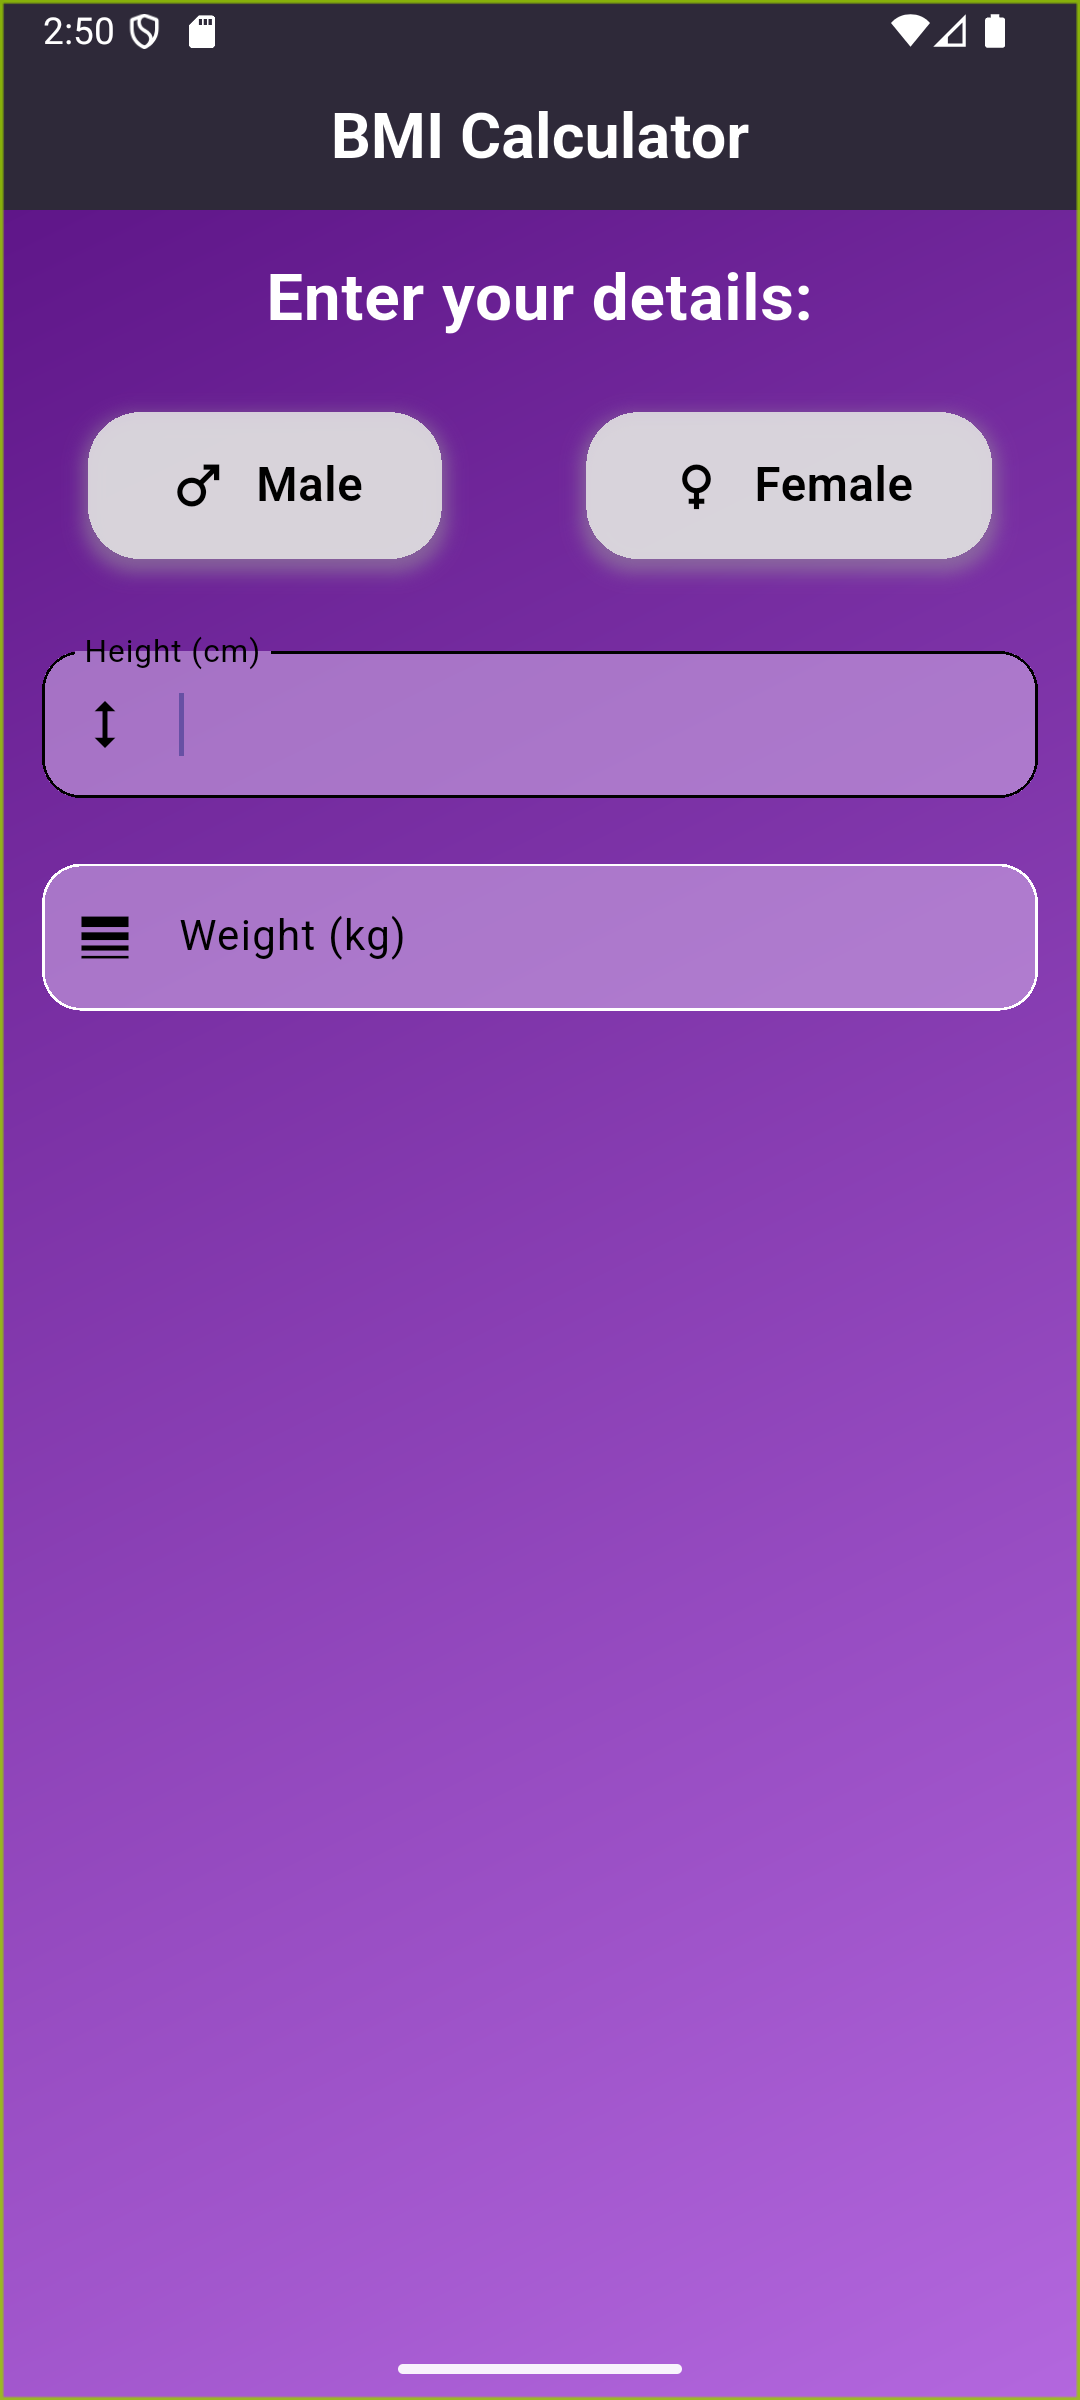 2:50
BMI Calculator
Enter your details:
Male Female
Height (cm)
Weight (kg)